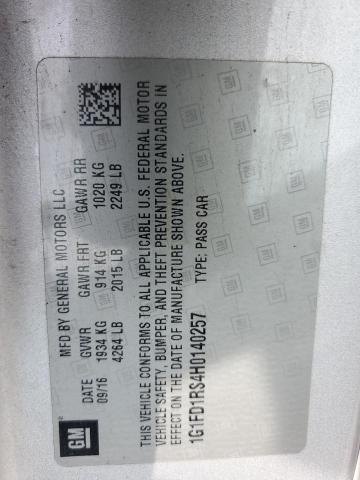 GM
MFD BY GENERAL MOTORS LLC
DATE GVWR GAWR FRT GAWR RR
09/16 1934 KG 914 KG 1020 KG
4264 LB 2015 LB 2249 LB
THIS VEHICLE CONFORMS TO ALL APPLICABLE U.S. FEDERAL MOTOR
VEHICLE SAFETY, BUMPER, AND THEFT PREVENTION STANDARDS IN
EFFECT ON THE DATE OF MANUFACTURE SHOWN ABOVE.
1G1FD1RS4H0140257 TYPE: PASS CAR